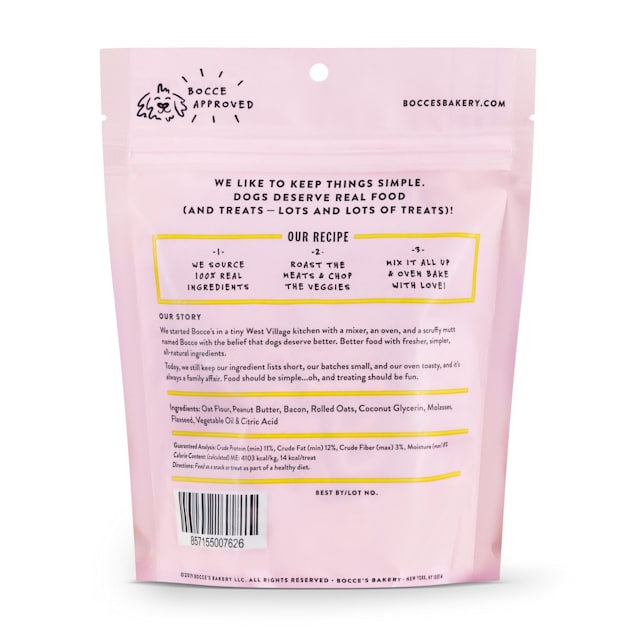 BOCCE
APPROVED
BOCCESBAKERY.COM
WE LIKE TO KEEP THINGS SIMPLE.
DOGS DESERVE REAL FOOD
(AND TREATS — LOTS AND LOTS OF TREATS)!
OUR RECIPE
-1-
WE SOURCE
100% REAL
INGREDIENTS
-2-
ROAST THE
MEATS & CHOP
THE VEGGIES
-3-
MIX IT ALL UP
& OVEN BAKE
WITH LOVE!
OUR STORY
We started Bocce's in a tiny West Village kitchen with a mixer, an oven, and a scruffy mutt
named Bocce with the belief that dogs deserve better. Better food with fresher, simpler,
all-natural ingredients.
Today, we still keep our ingredient lists short, our batches small, and our oven toasty, and it's
always a family affair. Food should be simple...oh, and treating should be fun.
Ingredients: Oat Flour, Peanut Butter, Bacon, Rolled Oats, Coconut Glycerin, Molasses,
Flaxseed, Vegetable Oil & Citric Acid
Guaranteed Analysis: Crude Protein (min) 11%, Crude Fat (min) 12%, Crude Fiber (max) 3%, Moisture (max)
Calorie Content: (calculated) ME: 4103 kcal/kg, 14 kcal/treat
Directions: Feed as a snack or treat as part of a healthy diet.
BEST BY/LOT NO.
857155007626
©2019 BOCCE'S BAKERY LLC. ALL RIGHTS RESERVED • BOCCE'S BAKERY • NEW YORK, NY 10014